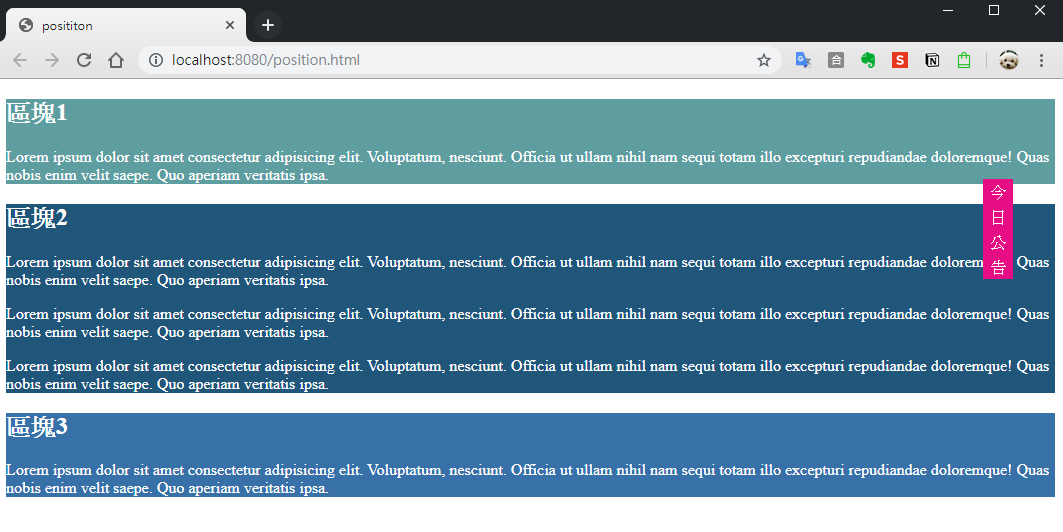 posititon
localhost:8080/position.html
區塊1
Lorem ipsum dolor sit amet consectetur adipisicing elit. Voluptatum, nesciunt. Officia ut ullam nihil nam sequi totam illo excepturi repudiandae doloremque! Quas
nobis enim velit saepe. Quo aperiam veritatis ipsa.
今
日
公
告
區塊2
Lorem ipsum dolor sit amet consectetur adipisicing elit. Voluptatum, nesciunt. Officia ut ullam nihil nam sequi totam illo excepturi repudiandae dolorem ! Quas
nobis enim velit saepe. Quo aperiam veritatis ipsa.
Lorem ipsum dolor sit amet consectetur adipisicing elit. Voluptatum, nesciunt. Officia ut ullam nihil nam sequi totam illo excepturi repudiandae doloremque! Quas
nobis enim velit saepe. Quo aperiam veritatis ipsa.
Lorem ipsum dolor sit amet consectetur adipisicing elit. Voluptatum, nesciunt. Officia ut ullam nihil nam sequi totam illo excepturi repudiandae doloremque! Quas
nobis enim velit saepe. Quo aperiam veritatis ipsa.
區塊3
Lorem ipsum dolor sit amet consectetur adipisicing elit. Voluptatum, nesciunt. Officia ut ullam nihil nam sequi totam illo excepturi repudiandae doloremque! Quas
nobis enim velit saepe. Quo aperiam veritatis ipsa.